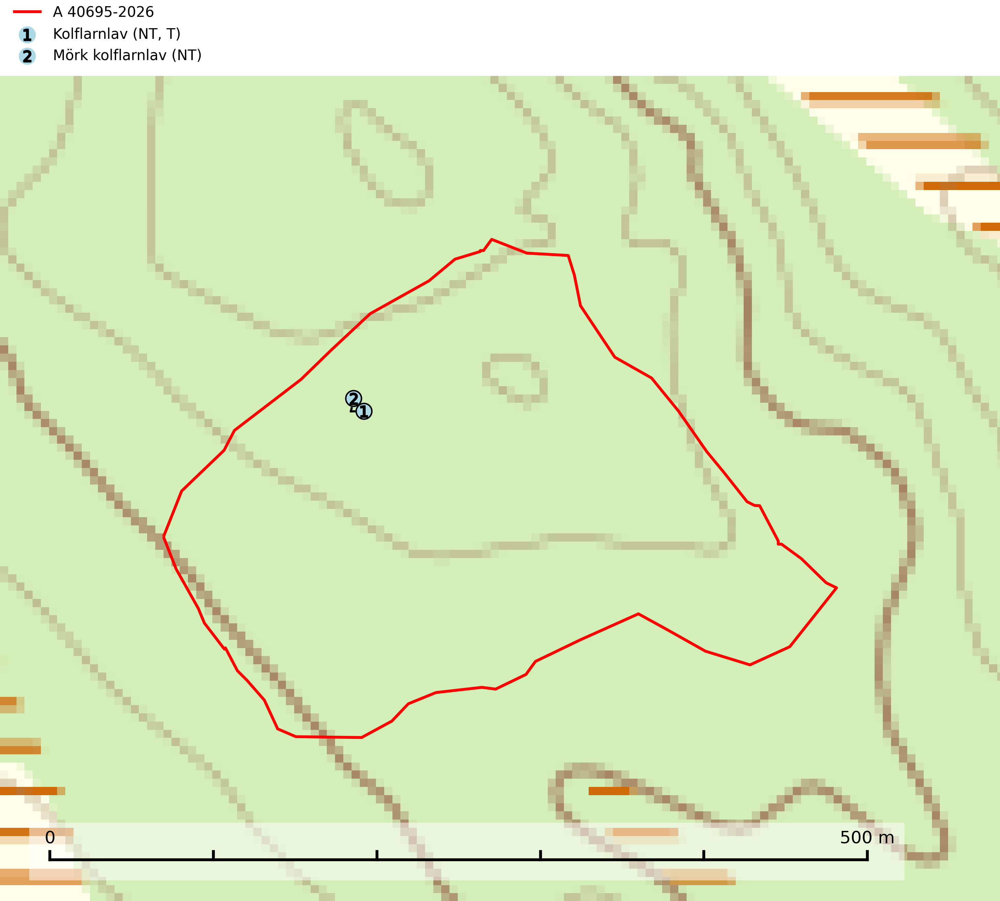 A 40695-2026
1 Kolflarnlav (NT, T)
2 Mörk kolflarnlav (NT)
2
1
0 500 m